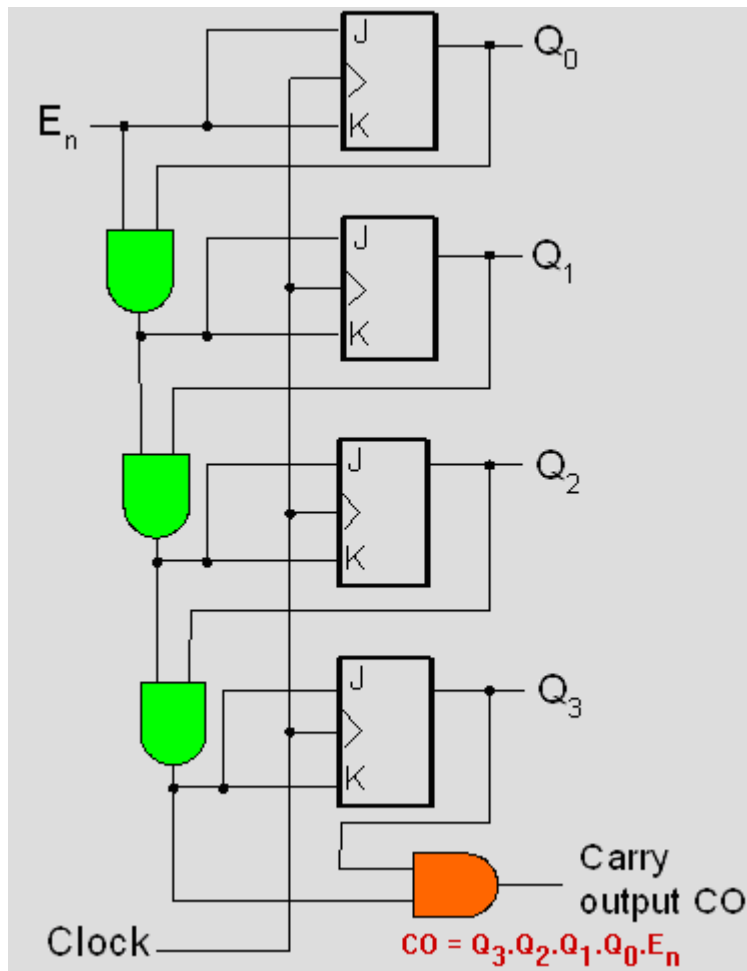 J
Q₀
Eₙ
K
J
Q₁
K
J
Q₂
K
J
Q₃
K
Carry
output CO
Clock
CO = Q₃.Q₂.Q₁.Q₀.Eₙ